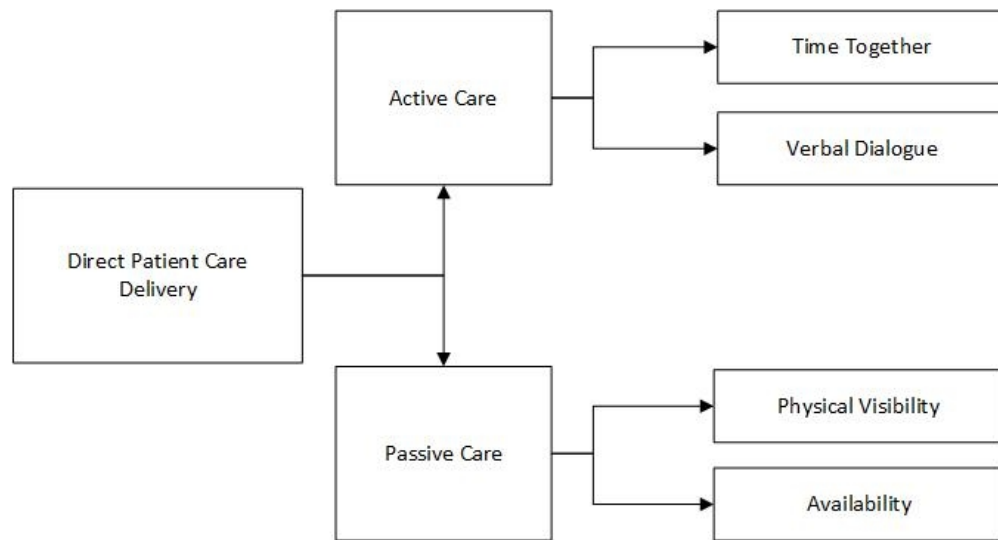 Time Together
Active Care
Verbal Dialogue
Direct Patient Care
Delivery
Physical Visibility
Passive Care
Availability